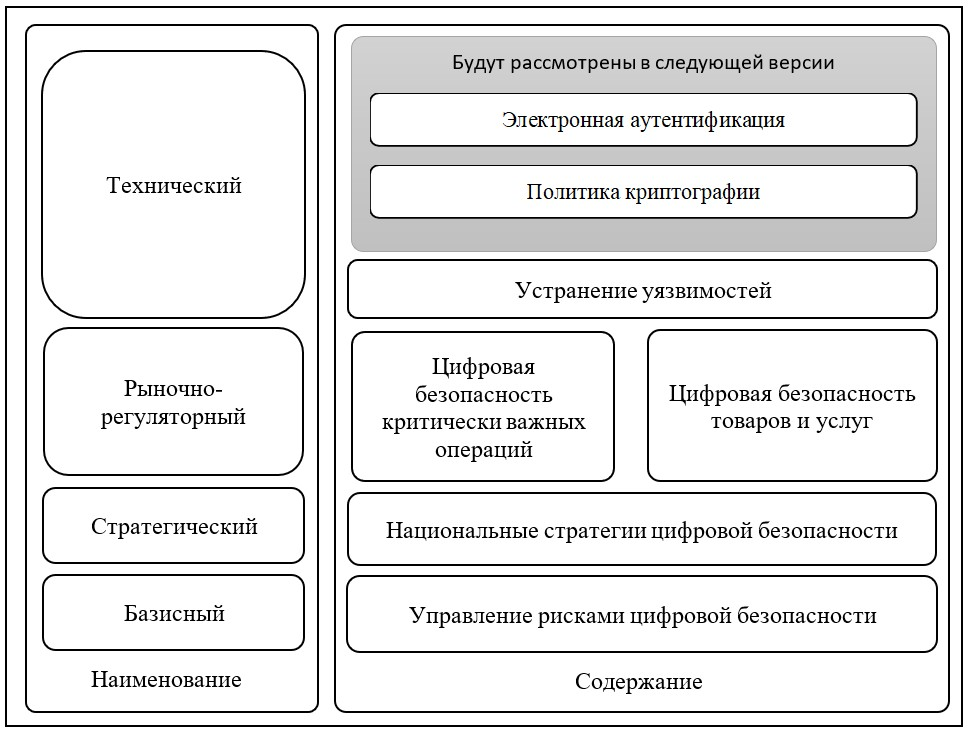 Технический
Рыночно-
регуляторный
Стратегический
Базисный
Наименование
Будут рассмотрены в следующей версии
Электронная аутентификация
Политика криптографии
Устранение уязвимостей
Цифровая
безопасность
критически важных
операций
Цифровая безопасность
товаров и услуг
Национальные стратегии цифровой безопасности
Управление рисками цифровой безопасности
Содержание